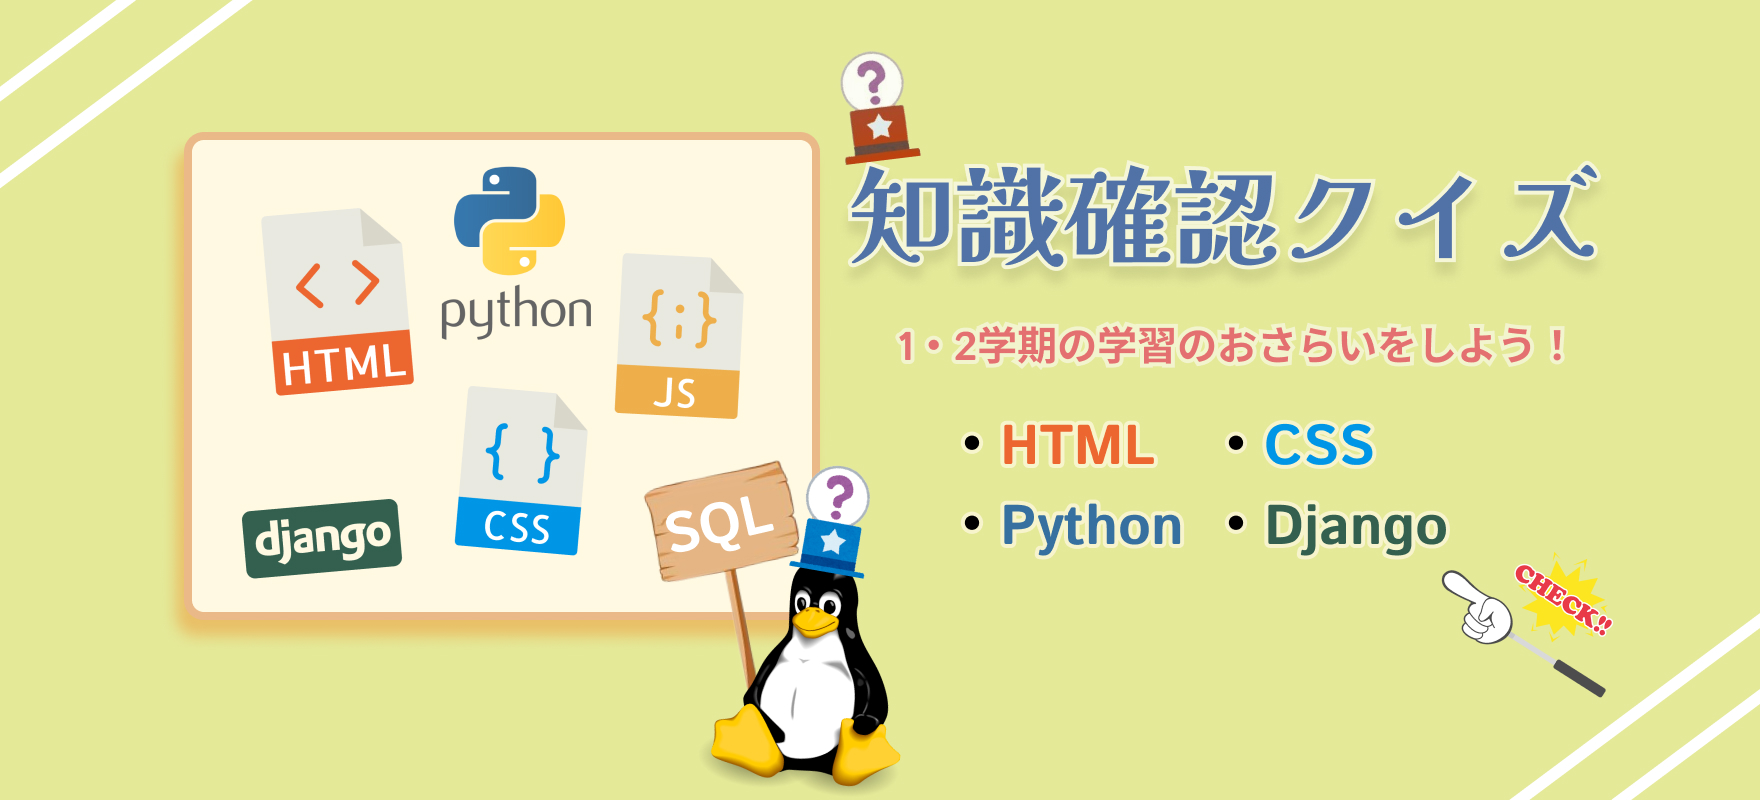 ?
知識確認クイズ
1・2学期の学習のおさらいをしよう！
・HTML ・CSS
・Python ・Django
CHECK!!
< >
HTML
python
{ ; }
JS
{ }
CSS
django
SQL
?